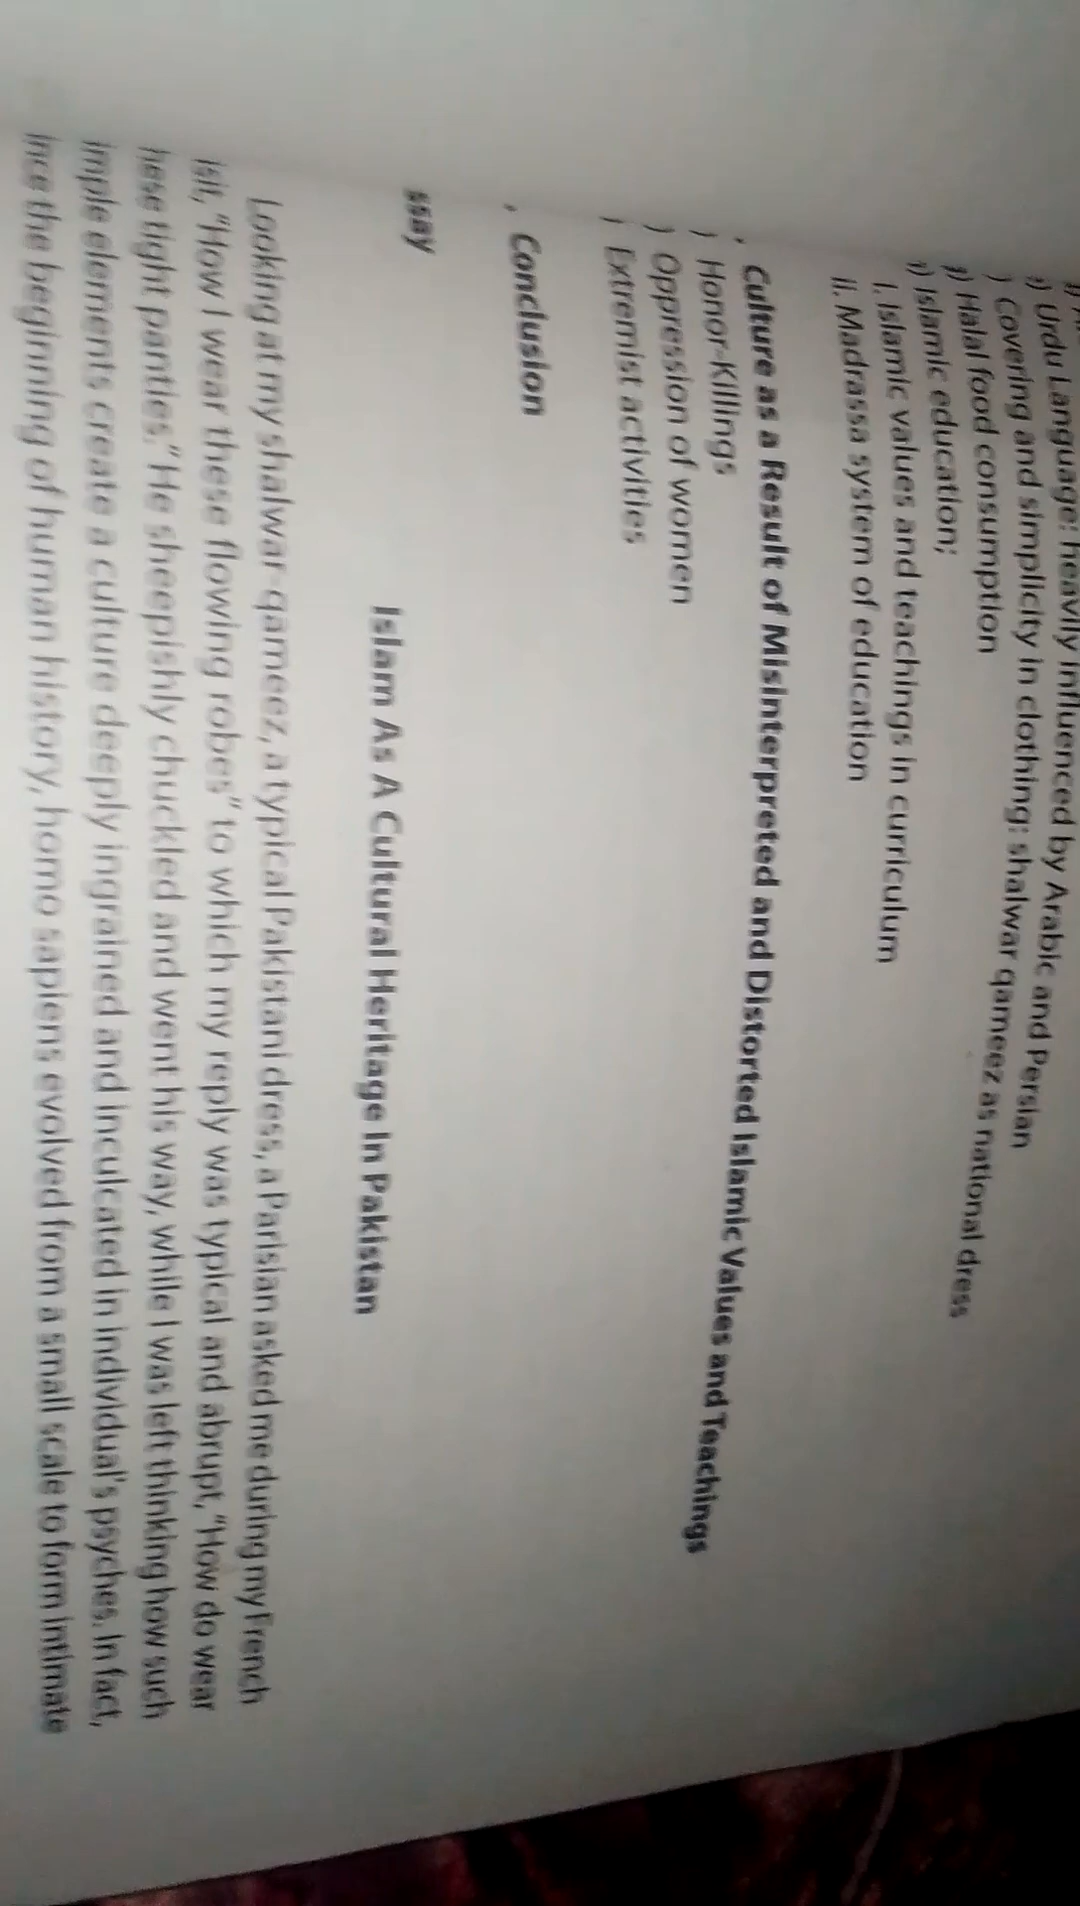 ) Urdu Language: heavily influenced by Arabic and Persian
) Covering and simplicity in clothing: shalwar qameez as national dress
) Halal food consumption
) Islamic education;
i. Islamic values and teachings in curriculum
ii. Madrassa system of education
. Culture as a Result of Misinterpreted and Distorted Islamic Values and Teachings
) Honor-Killings
) Oppression of women
) Extremist activities
. Conclusion
ssay
Islam As A Cultural Heritage In Pakistan
Looking at my shalwar-qameez, a typical Pakistani dress, a Parisian asked me during my French
isit, "How I wear these flowing robes" to which my reply was typical and abrupt, "How do wear
hese tight panties." He sheepishly chuckled and went his way, while I was left thinking how such
imple elements create a culture deeply ingrained and inculcated in individual's psyches. In fact,
ince the beginning of human history, homo sapiens evolved from a small scale to form intimate